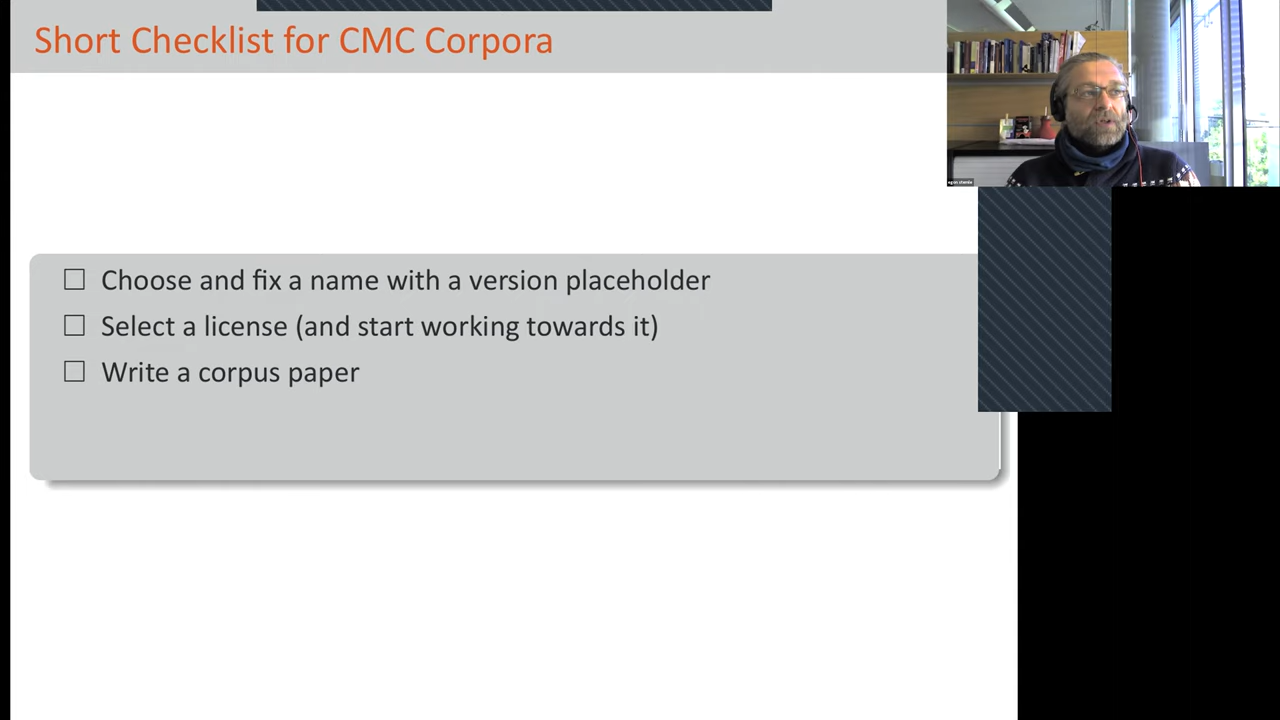 Short Checklist for CMC Corpora
☐ Choose and fix a name with a version placeholder
☐ Select a license (and start working towards it)
☐ Write a corpus paper